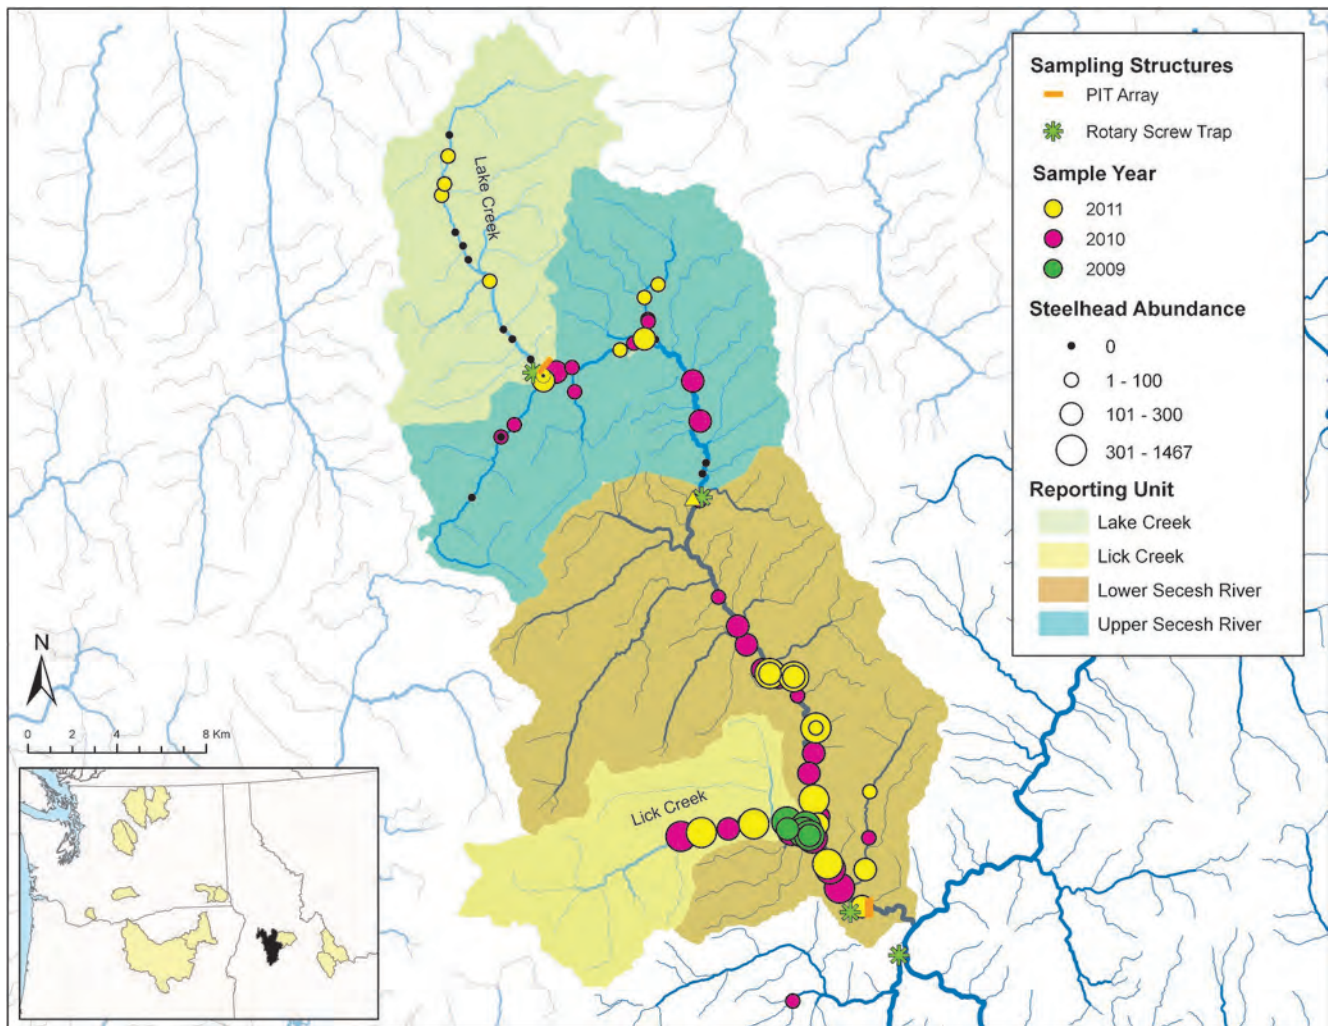 Sampling Structures
PIT Array
Rotary Screw Trap
Sample Year
2011
2010
2009
Steelhead Abundance
0
1 - 100
101 - 300
301 - 1467
Reporting Unit
Lake Creek
Lick Creek
Lower Secesh River
Upper Secesh River
Lake Creek
Lick Creek
N
0 2 4 8 Km